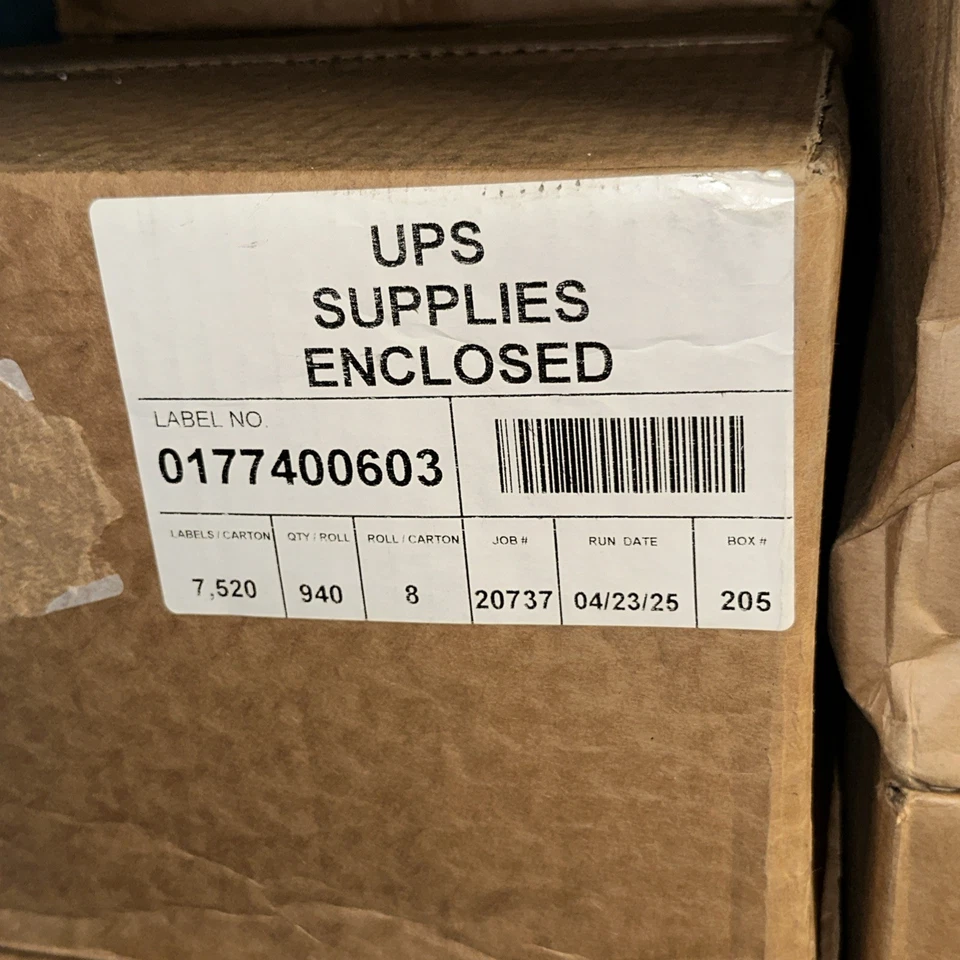 UPS
SUPPLIES
ENCLOSED
LABEL NO.
0177400603
LABELS / CARTON QTY / ROLL ROLL / CARTON JOB # RUN DATE BOX #
7,520 940 8 20737 04/23/25 205